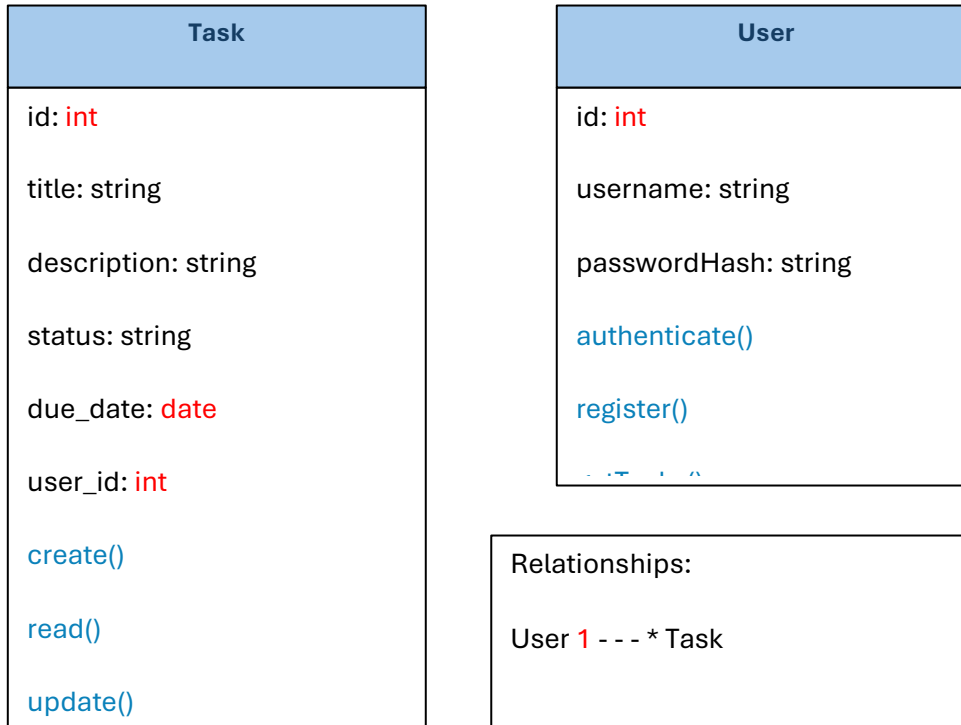 Task
id: int
title: string
description: string
status: string
due_date: date
user_id: int
create()
read()
update()
User
id: int
username: string
passwordHash: string
authenticate()
register()
Relationships:
User 1 - - - * Task